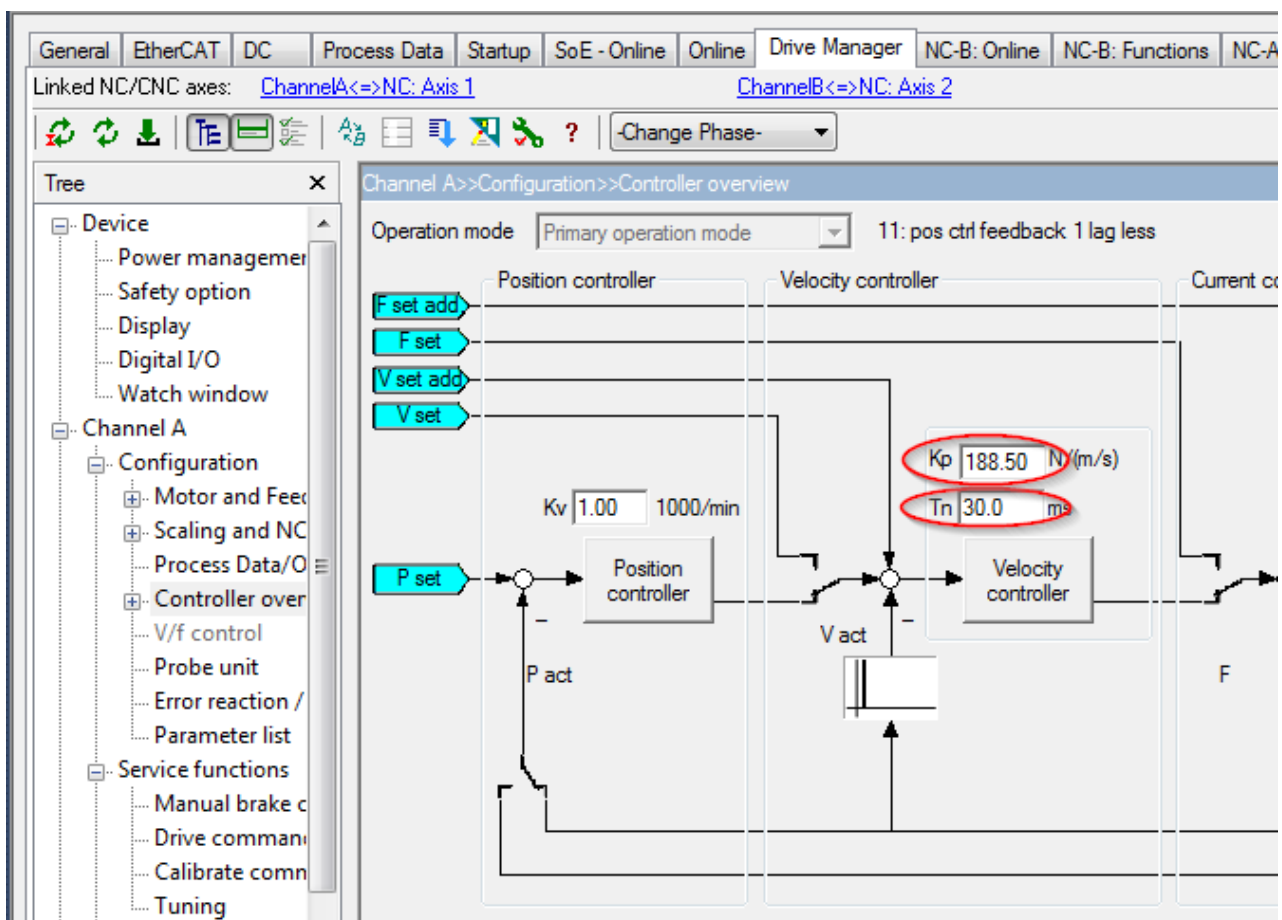 General EtherCAT DC Process Data Startup SoE - Online Online Drive Manager NC-B: Online NC-B: Functions NC-A
Linked NC/CNC axes: ChannelA<=>NC: Axis 1 ChannelB<=>NC: Axis 2
-Change Phase-
Tree
Device
Power managemer
Safety option
Display
Digital I/O
Watch window
Channel A
Configuration
Motor and Feed
Scaling and NC
Process Data/O
Controller over
V/f control
Probe unit
Error reaction /
Parameter list
Service functions
Manual brake c
Drive comman
Calibrate comn
Tuning
Channel A>>Configuration>>Controller overview
Operation mode Primary operation mode 11: pos ctrl feedback 1 lag less
Position controller Velocity controller Current co
F set add
F set
V set add
V set
Kp 188.50 N/(m/s)
Kv 1.00 1000/min Tn 30.0 ms
P set
Position
controller
Velocity
controller
V act
P act
F